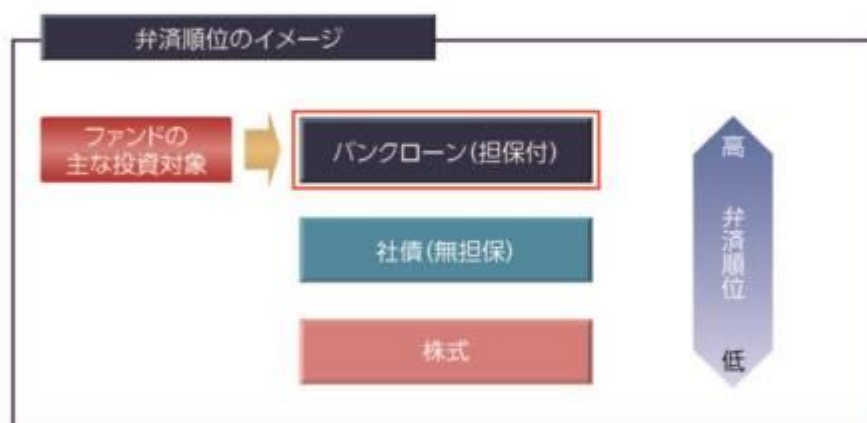 弁済順位のイメージ
ファンドの
主な投資対象
バンクローン(担保付)
社債(無担保)
株式
高
弁済順位
低